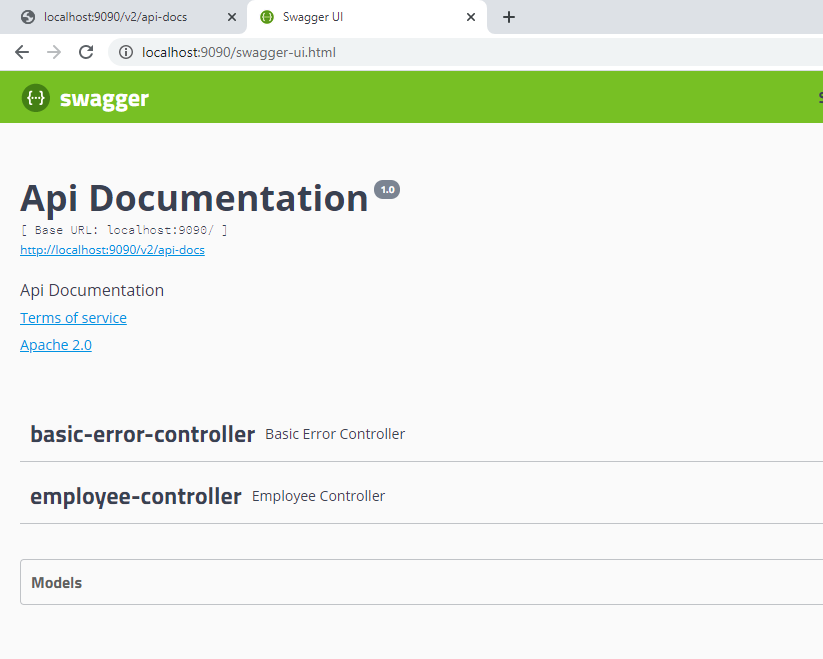 localhost:9090/v2/api-docs
Swagger UI
localhost:9090/swagger-ui.html
{···} swagger
Api Documentation 1.0
[ Base URL: localhost:9090/ ]
http://localhost:9090/v2/api-docs
Api Documentation
Terms of service
Apache 2.0
basic-error-controller Basic Error Controller
employee-controller Employee Controller
Models